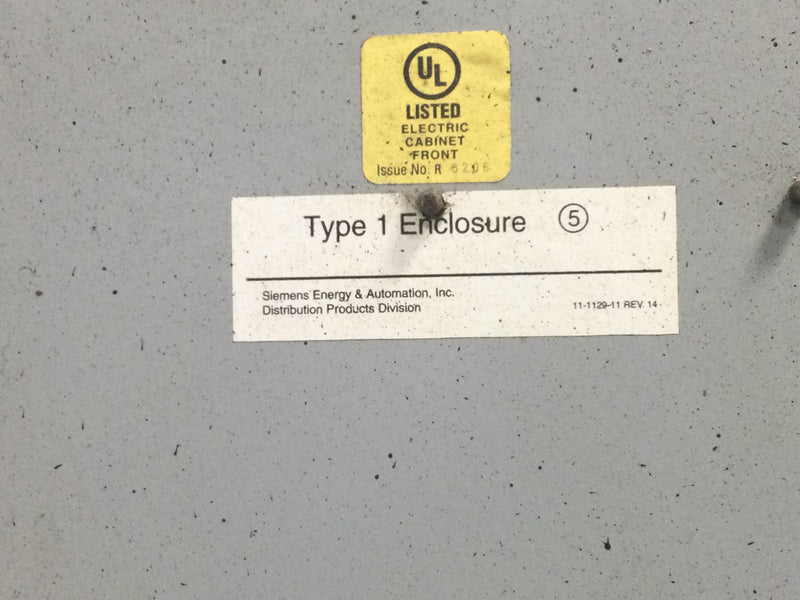 UL
LISTED
ELECTRIC
CABINET
FRONT
Issue No. R 6206
Type 1 Enclosure 5
Siemens Energy & Automation, Inc.
Distribution Products Division
11-1129-11 REV. 14